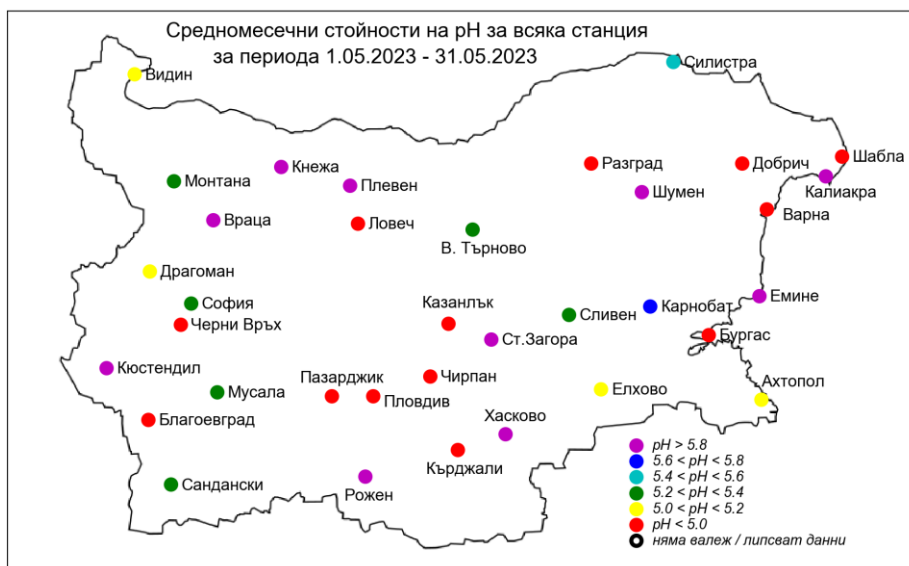 Средномесечни стойности на pH за всяка станция
за периода 1.05.2023 - 31.05.2023
Силистра
Видин
Шабла
Разград
Добрич
Кнежа
Калиакра
Монтана
Плевен
Шумен
Варна
Враца
Ловеч
В. Търново
Драгоман
Емине
София
Казанлък
Карнобат
Сливен
Черни Връх
Бургас
Ст.Загора
Кюстендил
Чирпан
Пазарджик
Ахтопол
Мусала
Елхово
Пловдив
Благоевград
Хасково
Кърджали
Сандански
Рожен
pH > 5.8
5.6 < pH < 5.8
5.4 < pH < 5.6
5.2 < pH < 5.4
5.0 < pH < 5.2
pH < 5.0
няма валеж / липсват данни